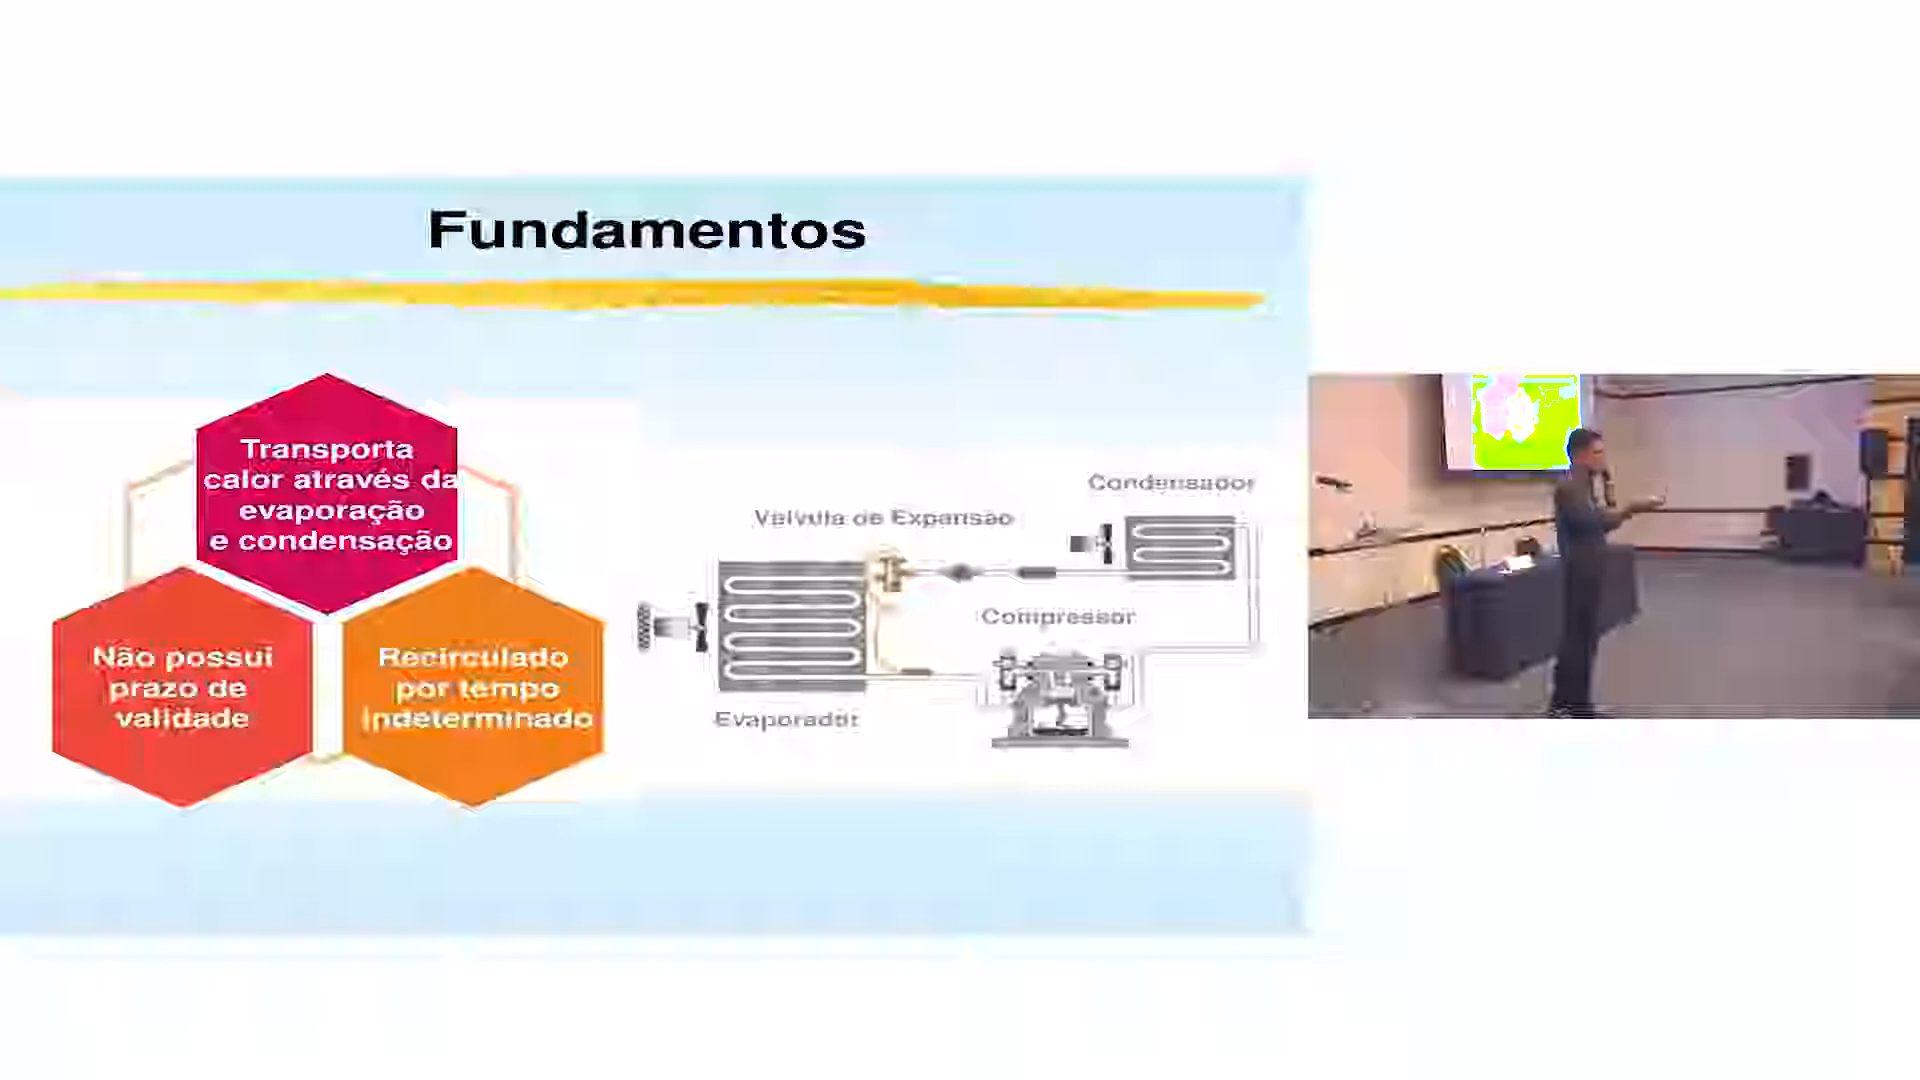 Fundamentos
Transporta
calor através da
evaporação
e condensação
Não possui
prazo de
validade
Recirculado
por tempo
indeterminado
Condensador
Válvula de Expansão
Compressor
Evaporador